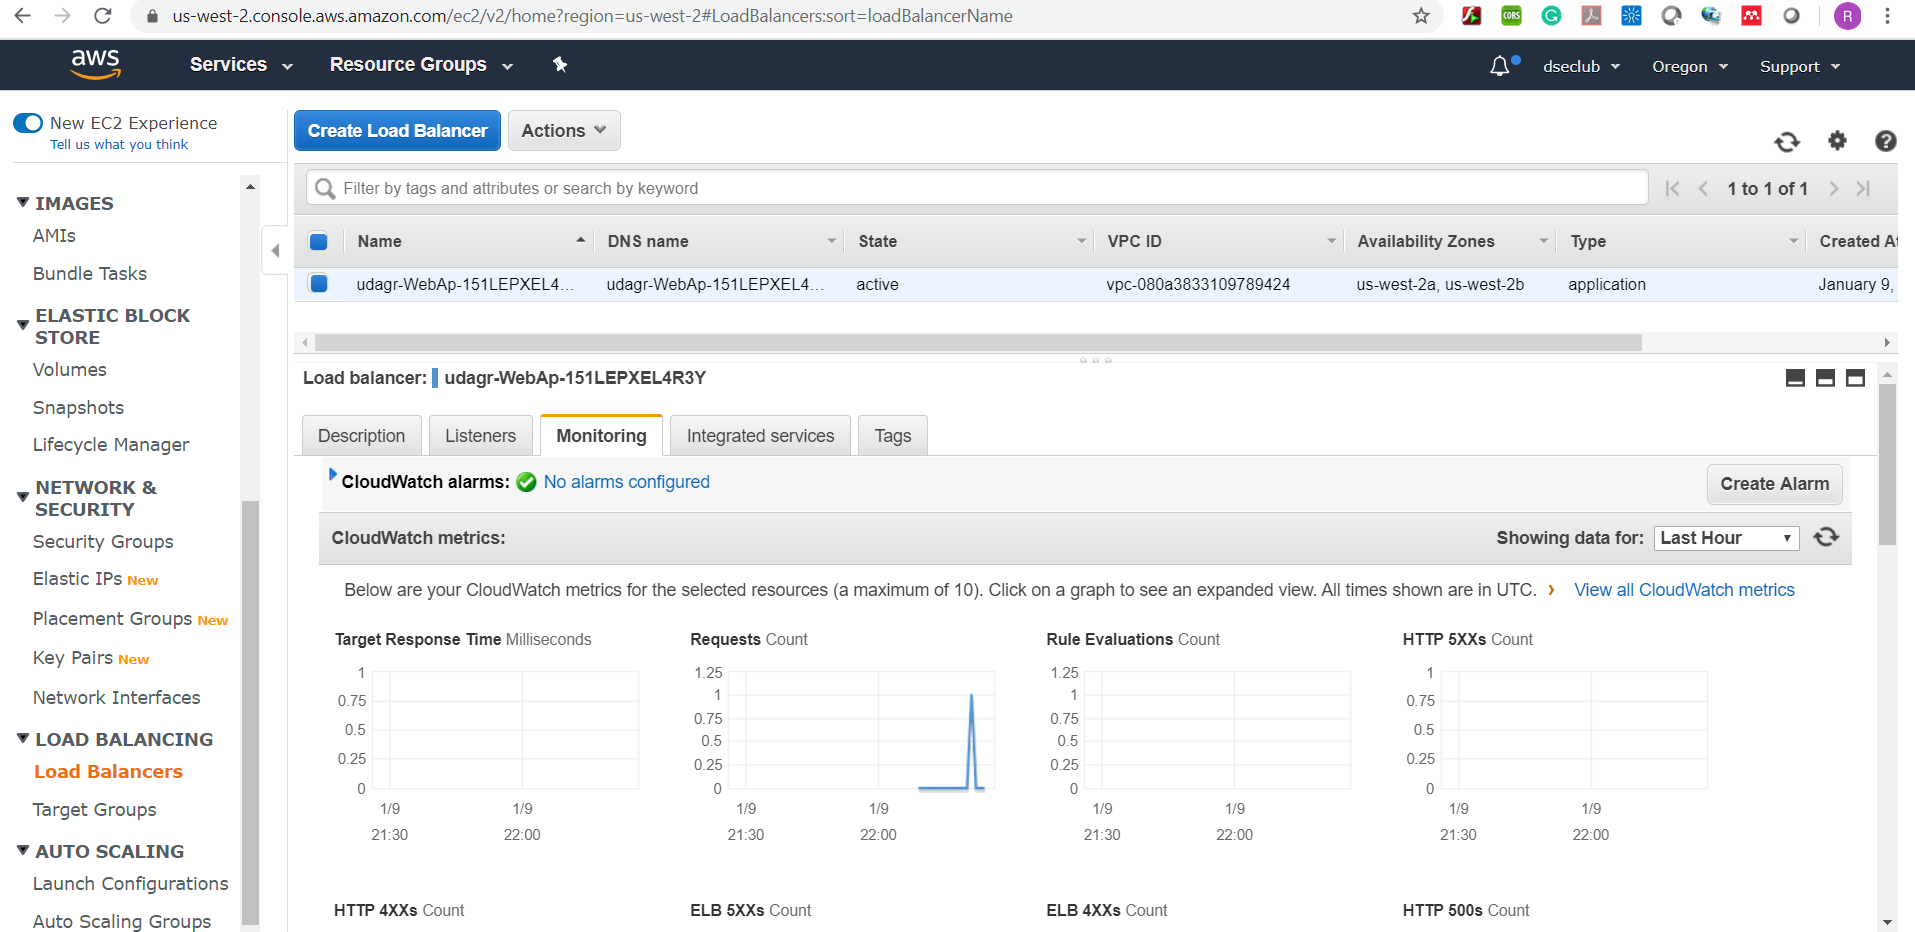 us-west-2.console.aws.amazon.com/ec2/v2/home?region=us-west-2#LoadBalancers:sort=loadBalancerName
CORS
R
aws
Services
Resource Groups
dseclub
Oregon
Support
New EC2 Experience
Tell us what you think
IMAGES
AMIs
Bundle Tasks
ELASTIC BLOCK
STORE
Volumes
Snapshots
Lifecycle Manager
NETWORK &
SECURITY
Security Groups
Elastic IPs New
Placement Groups New
Key Pairs New
Network Interfaces
LOAD BALANCING
Load Balancers
Target Groups
AUTO SCALING
Launch Configurations
Auto Scaling Groups
Create Load Balancer
Actions
Filter by tags and attributes or search by keyword
1 to 1 of 1
Name DNS name State VPC ID Availability Zones Type Created At
udagr-WebAp-151LEPXEL4... udagr-WebAp-151LEPXEL4... active vpc-080a3833109789424 us-west-2a, us-west-2b application January 9,
Load balancer: udagr-WebAp-151LEPXEL4R3Y
Description Listeners Monitoring Integrated services Tags
CloudWatch alarms: No alarms configured
Create Alarm
CloudWatch metrics:
Showing data for: Last Hour
Below are your CloudWatch metrics for the selected resources (a maximum of 10). Click on a graph to see an expanded view. All times shown are in UTC. › View all CloudWatch metrics
Target Response Time Milliseconds
1
0.75
0.5
0.25
0
1/9 1/9
21:30 22:00
Requests Count
1.25
1
0.75
0.5
0.25
0
1/9 1/9
21:30 22:00
Rule Evaluations Count
1.25
1
0.75
0.5
0.25
0
1/9 1/9
21:30 22:00
HTTP 5XXs Count
1
0.75
0.5
0.25
0
1/9 1/9
21:30 22:00
HTTP 4XXs Count
ELB 5XXs Count
ELB 4XXs Count
HTTP 500s Count